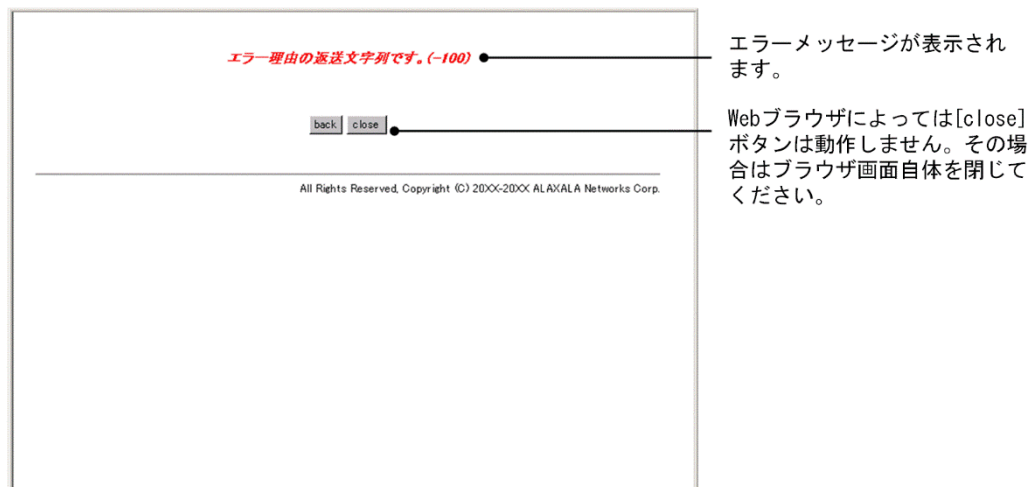 エラー理由の返送文字列です。(-100)
エラーメッセージが表示され
ます。
back close
Webブラウザによっては[close]
ボタンは動作しません。その場
合はブラウザ画面自体を閉じて
ください。
All Rights Reserved, Copyright (C) 20XX-20XX ALAXALA Networks Corp.